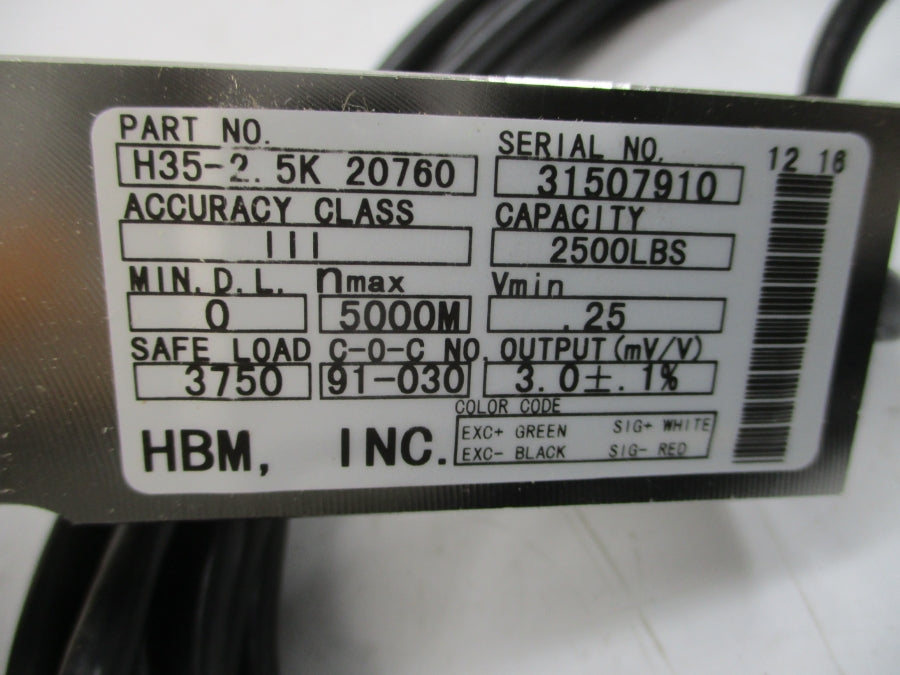 PART NO.
SERIAL NO.
12 16
H35-2.5K 20760
31507910
ACCURACY CLASS
CAPACITY
III
2500LBS
MIN.D.L.
nmax
Vmin
0
5000M
.25
SAFE LOAD
C-O-C NO.
OUTPUT(mV/V)
3750
91-030
3.0±.1%
COLOR CODE
EXC+ GREEN SIG+ WHITE
EXC- BLACK SIG- RED
HBM, INC.